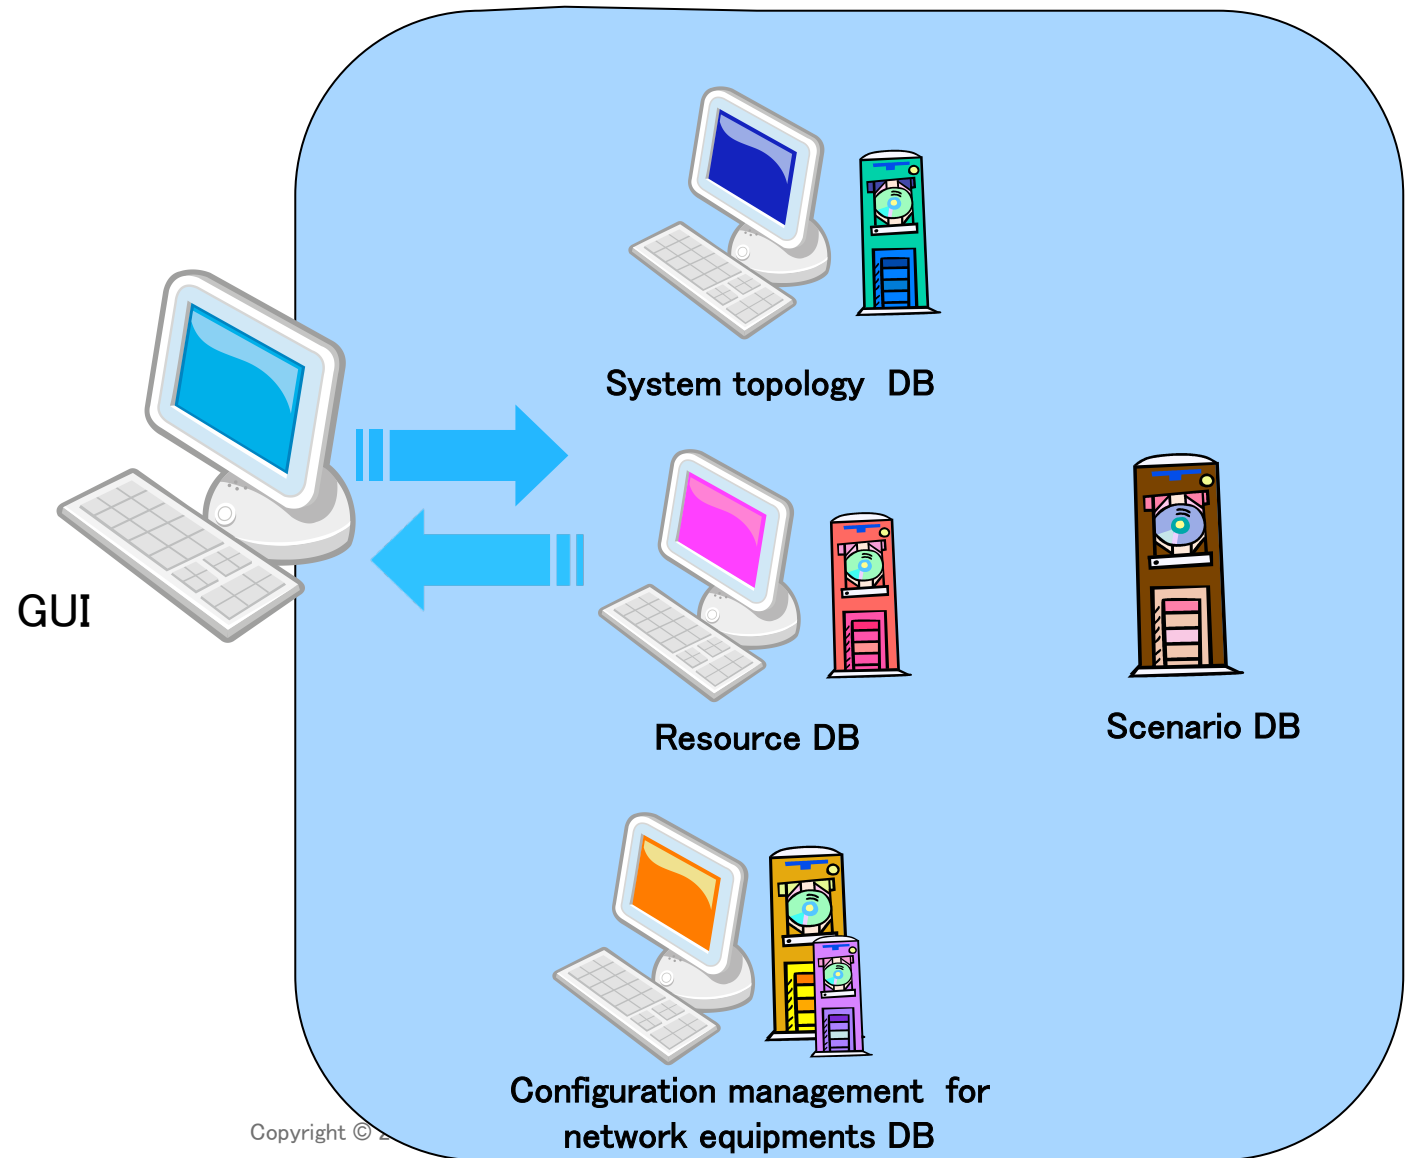 System topology DB
GUI
Resource DB
Scenario DB
Configuration management for
network equipments DB
Copyright ©